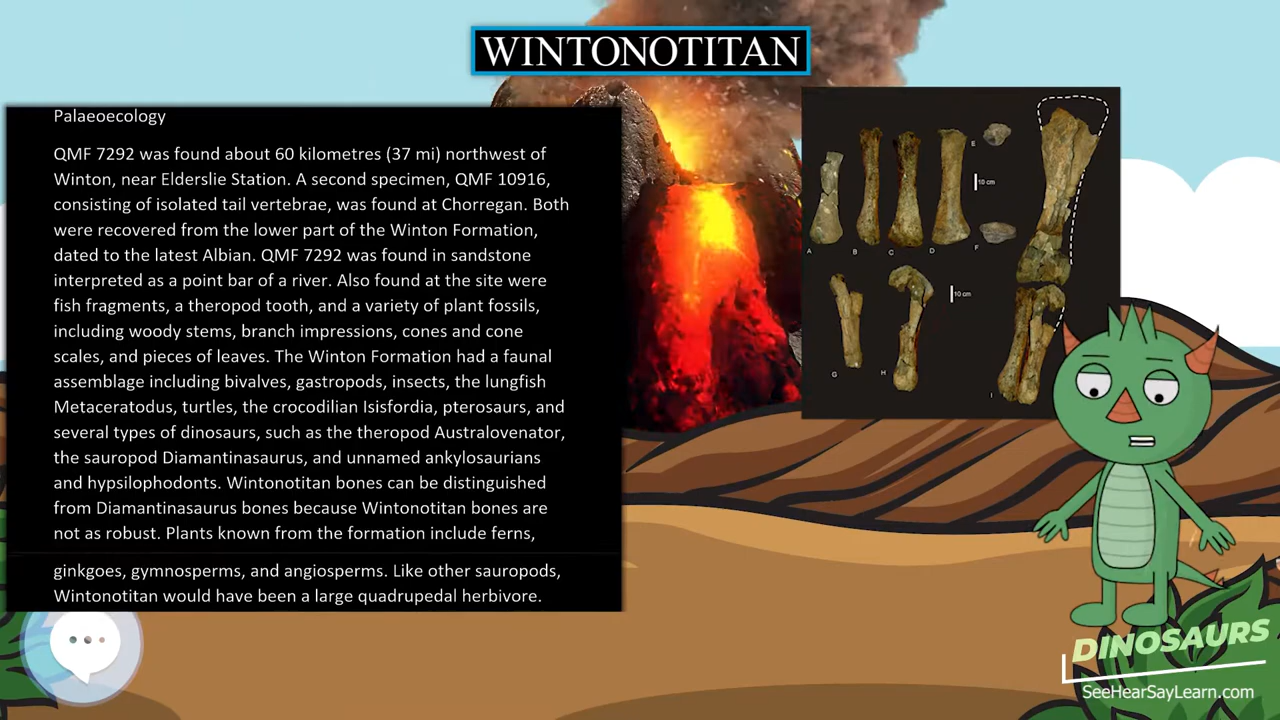 WINTONOTITAN
Palaeoecology
QMF 7292 was found about 60 kilometres (37 mi) northwest of
Winton, near Elderslie Station. A second specimen, QMF 10916,
consisting of isolated tail vertebrae, was found at Chorregan. Both
were recovered from the lower part of the Winton Formation,
dated to the latest Albian. QMF 7292 was found in sandstone
interpreted as a point bar of a river. Also found at the site were
fish fragments, a theropod tooth, and a variety of plant fossils,
including woody stems, branch impressions, cones and cone
scales, and pieces of leaves. The Winton Formation had a faunal
assemblage including bivalves, gastropods, insects, the lungfish
Metaceratodus, turtles, the crocodilian Isisfordia, pterosaurs, and
several types of dinosaurs, such as the theropod Australovenator,
the sauropod Diamantinasaurus, and unnamed ankylosaurians
and hypsilophodonts. Wintonotitan bones can be distinguished
from Diamantinasaurus bones because Wintonotitan bones are
not as robust. Plants known from the formation include ferns,
ginkgoes, gymnosperms, and angiosperms. Like other sauropods,
Wintonotitan would have been a large quadrupedal herbivore.
E
10 cm
A
B
C
D
F
10 cm
G
H
I
DINOSAURS
SeeHearSayLearn.com